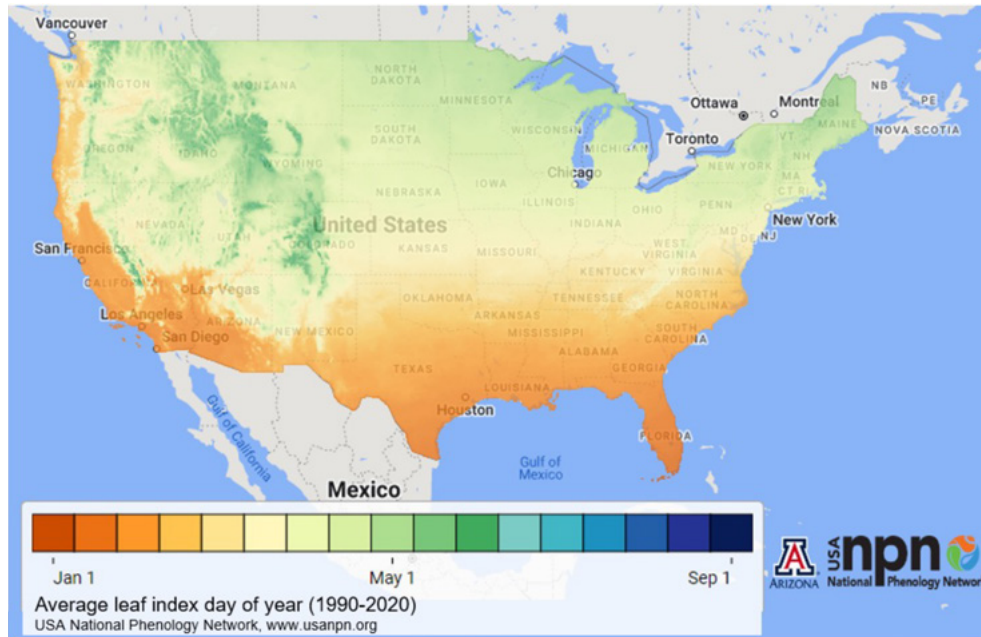 Vancouver
WASHINGTON
MONTANA
NORTH
DAKOTA
MINNESOTA
Ottawa
Montreal
NB
PE
NOVA SCOTIA
MAINE
OREGON
IDAHO
SOUTH
DAKOTA
WISCONSIN
MICHIGAN
Toronto
VT
NH
WYOMING
NEW YORK
MA
CT RI
Chicago
NEBRASKA
IOWA
ILLINOIS
INDIANA
OHIO
PENN
New York
NEVADA
UTAH
COLORADO
United States
KANSAS
MISSOURI
WEST
VIRGINIA
MD
DE
NJ
San Francisco
CALIFORNIA
Las Vegas
KENTUCKY
VIRGINIA
Los Angeles
ARIZONA
NEW MEXICO
OKLAHOMA
ARKANSAS
TENNESSEE
NORTH
CAROLINA
San Diego
MISSISSIPPI
SOUTH
CAROLINA
TEXAS
ALABAMA
GEORGIA
LOUISIANA
Houston
FLORIDA
Gulf of California
Gulf of
Mexico
Mexico
Jan 1
May 1
Sep 1
Average leaf index day of year (1990-2020)
USA National Phenology Network, www.usanpn.org
A
ARIZONA
USA
npn
National Phenology Network